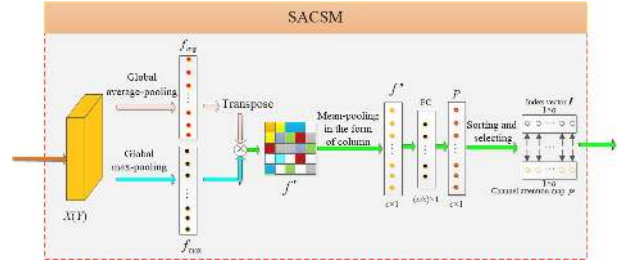 SACSM
f_avg
Global
average-pooling
Transpose
Global
max-pooling
X(Y)
f_max
f'
Mean-pooling
in the form
of column
f''
c×1
FC
P
c×1
Sorting and
selecting
Index vector I
1×a
1×a
Channel attention map